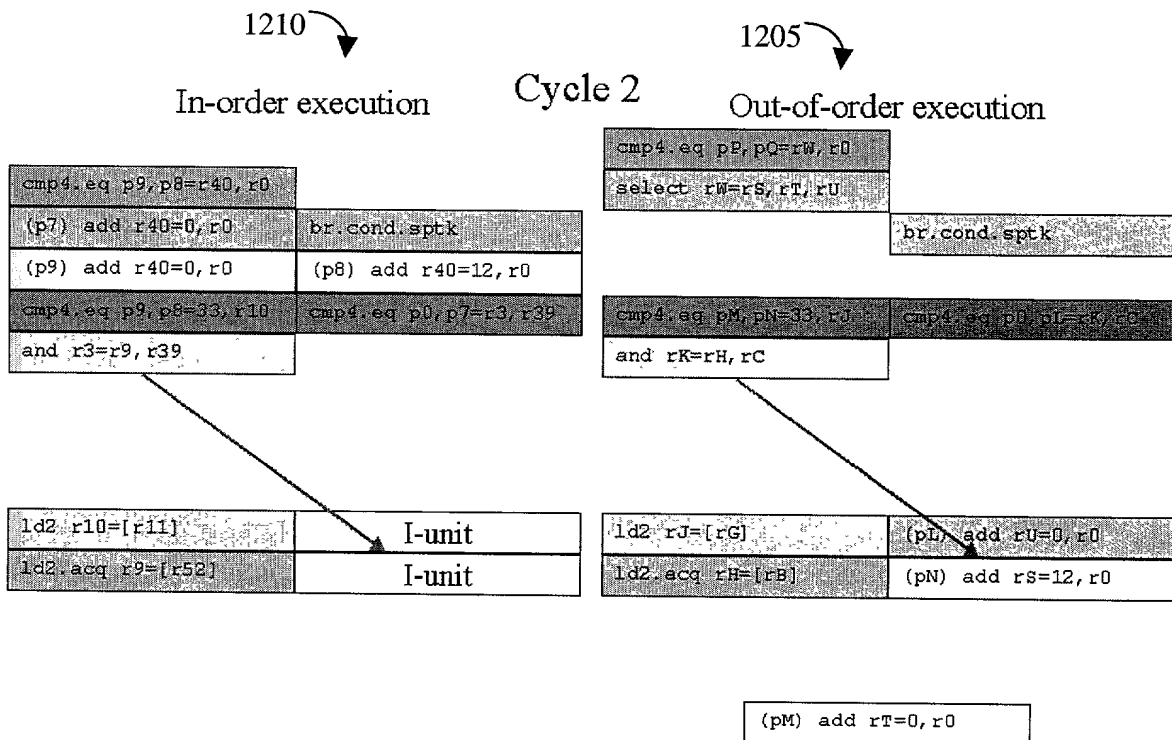 1210
1205
Cycle 2
In-order execution
Out-of-order execution
cmp4.eq p9,p8=r40,r0
(p7) add r40=0,r0
br.cond.sptk
(p9) add r40=0,r0
(p8) add r40=12,r0
cmp4.eq p9,p8=33,r10
cmp4.eq p0,p7=r3,r39
and r3=r9,r39
ld2 r10=[r11]
I-unit
ld2.acq r9=[r52]
I-unit
cmp4.eq pP,pQ=rW,r0
select rW=rS,rT,rU
br.cond.sptk
cmp4.eq pM,pN=33,rJ
cmp4.eq p0,pL=rK,rC
and rK=rH,rC
ld2 rJ=[rG]
(pL) add rU=0,r0
ld2.acq rH=[rB]
(pN) add rS=12,r0
(pM) add rT=0,r0